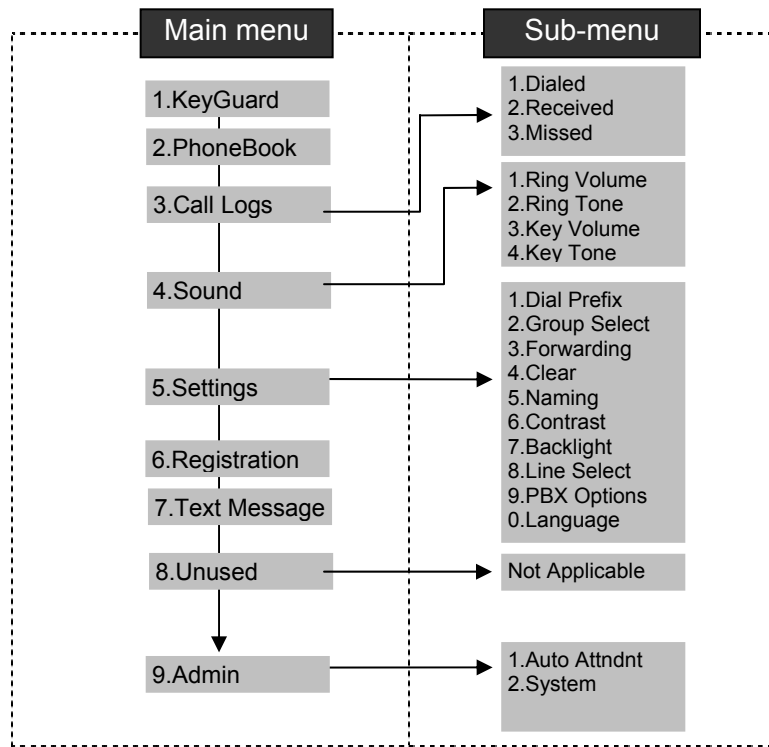 Main menu
1.KeyGuard
2.PhoneBook
3.Call Logs
4.Sound
5.Settings
6.Registration
7.Text Message
8.Unused
9.Admin
Sub-menu
1.Dialed
2.Received
3.Missed
1.Ring Volume
2.Ring Tone
3.Key Volume
4.Key Tone
1.Dial Prefix
2.Group Select
3.Forwarding
4.Clear
5.Naming
6.Contrast
7.Backlight
8.Line Select
9.PBX Options
0.Language
Not Applicable
1.Auto Attndnt
2.System